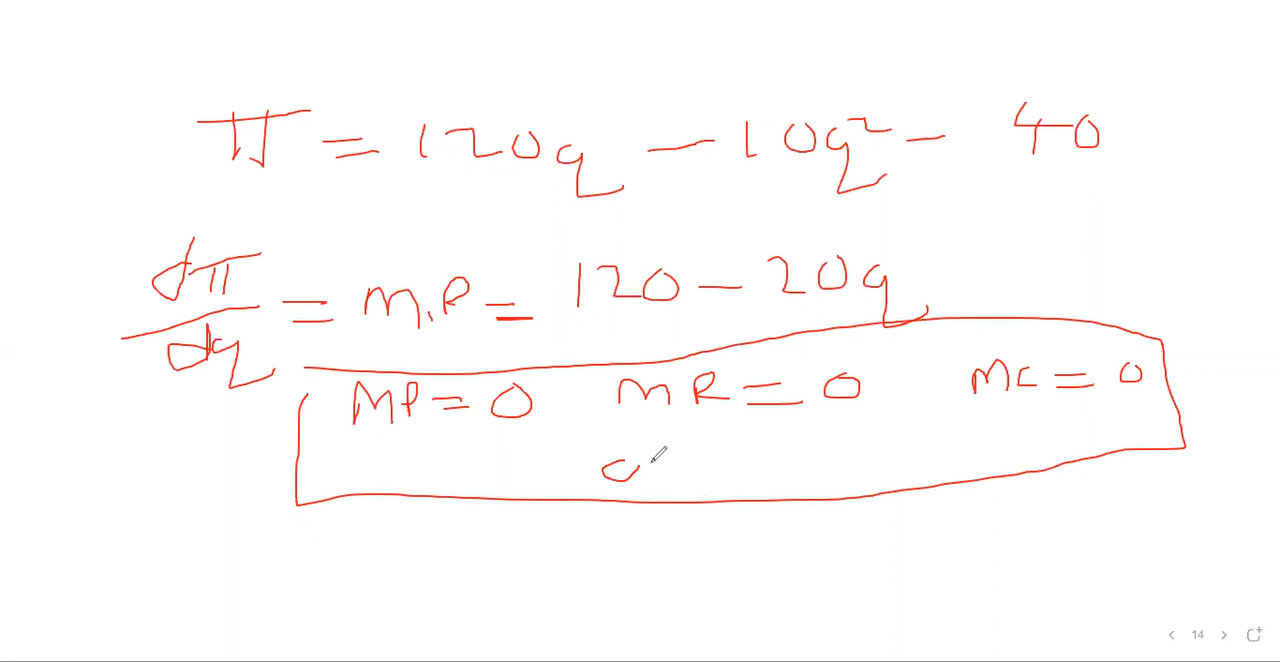 π = 120q - 10q² - 40
dπ/dq = M.P = 120 - 20q
MP = 0 MR = 0 MC = 0
14